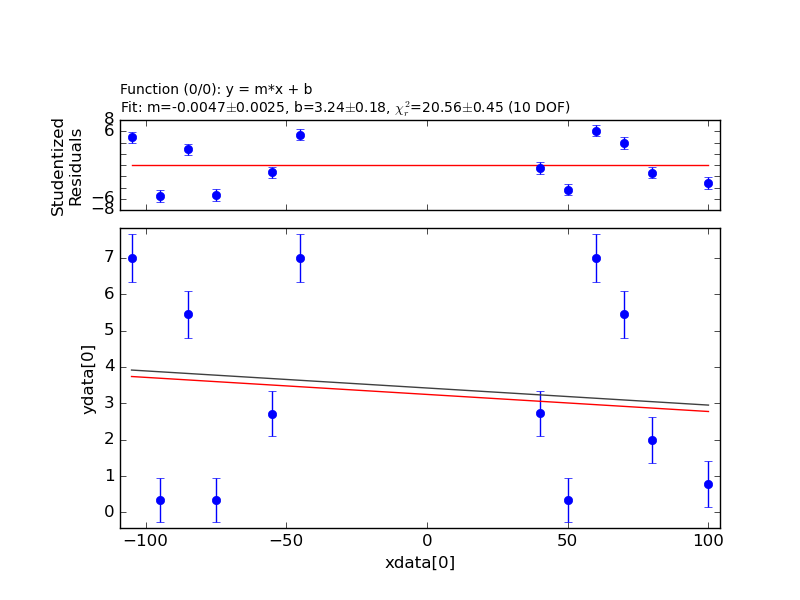 Function (0/0): y = m*x + b
Fit: m=-0.0047±0.0025, b=3.24±0.18, χ²ᵣ=20.56±0.45 (10 DOF)
8
6
−6
−8
Studentized
Residuals
7
6
5
4
3
2
1
0
ydata[0]
−100 −50 0 50 100
xdata[0]